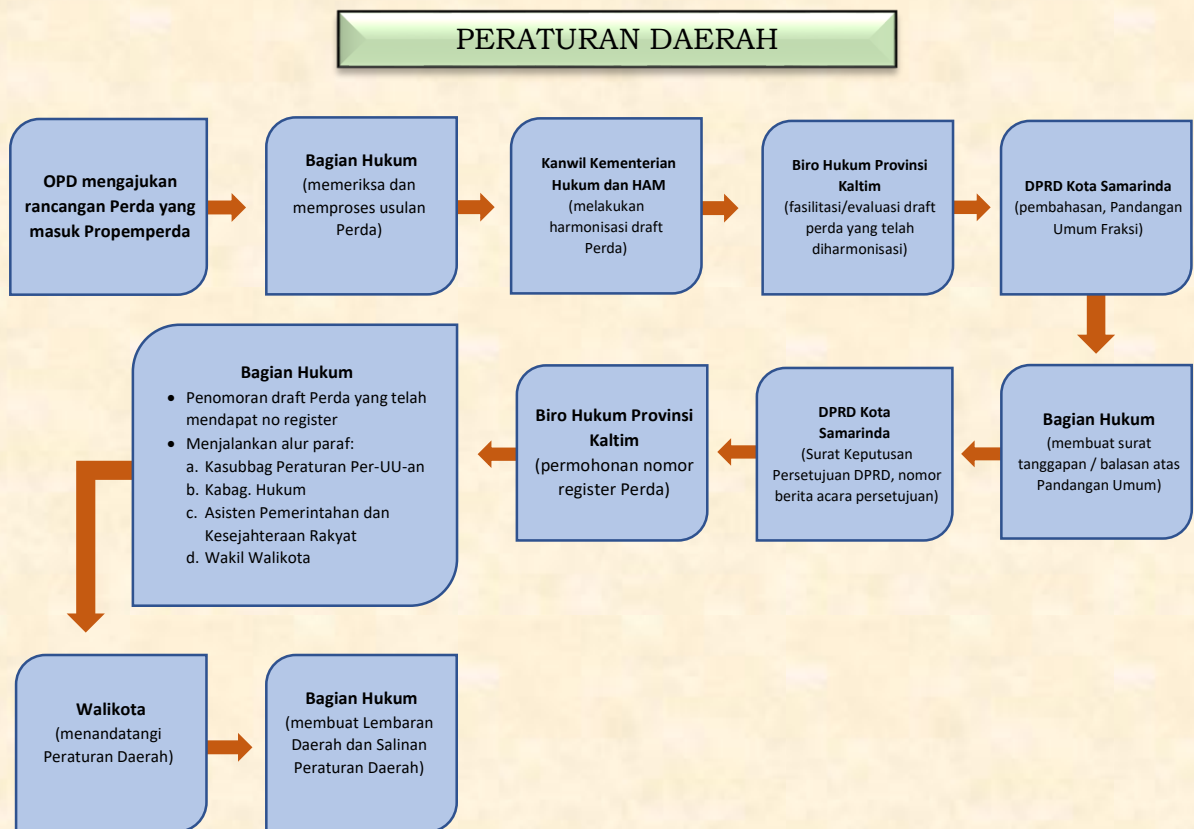 PERATURAN DAERAH
OPD mengajukan
rancangan Perda yang
masuk Propemperda
Bagian Hukum
(memeriksa dan
memproses usulan
Perda)
Kanwil Kementerian
Hukum dan HAM
(melakukan
harmonisasi draft
Perda)
Biro Hukum Provinsi
Kaltim
(fasilitasi/evaluasi draft
perda yang telah
diharmonisasi)
DPRD Kota Samarinda
(pembahasan, Pandangan
Umum Fraksi)
Bagian Hukum
(membuat surat
tanggapan / balasan atas
Pandangan Umum)
DPRD Kota
Samarinda
(Surat Keputusan
Persetujuan DPRD, nomor
berita acara persetujuan)
Biro Hukum Provinsi
Kaltim
(permohonan nomor
register Perda)
Bagian Hukum
• Penomoran draft Perda yang telah
mendapat no register
• Menjalankan alur paraf:
a. Kasubbag Peraturan Per-UU-an
b. Kabag. Hukum
c. Asisten Pemerintahan dan
Kesejahteraan Rakyat
d. Wakil Walikota
Walikota
(menandatangi
Peraturan Daerah)
Bagian Hukum
(membuat Lembaran
Daerah dan Salinan
Peraturan Daerah)